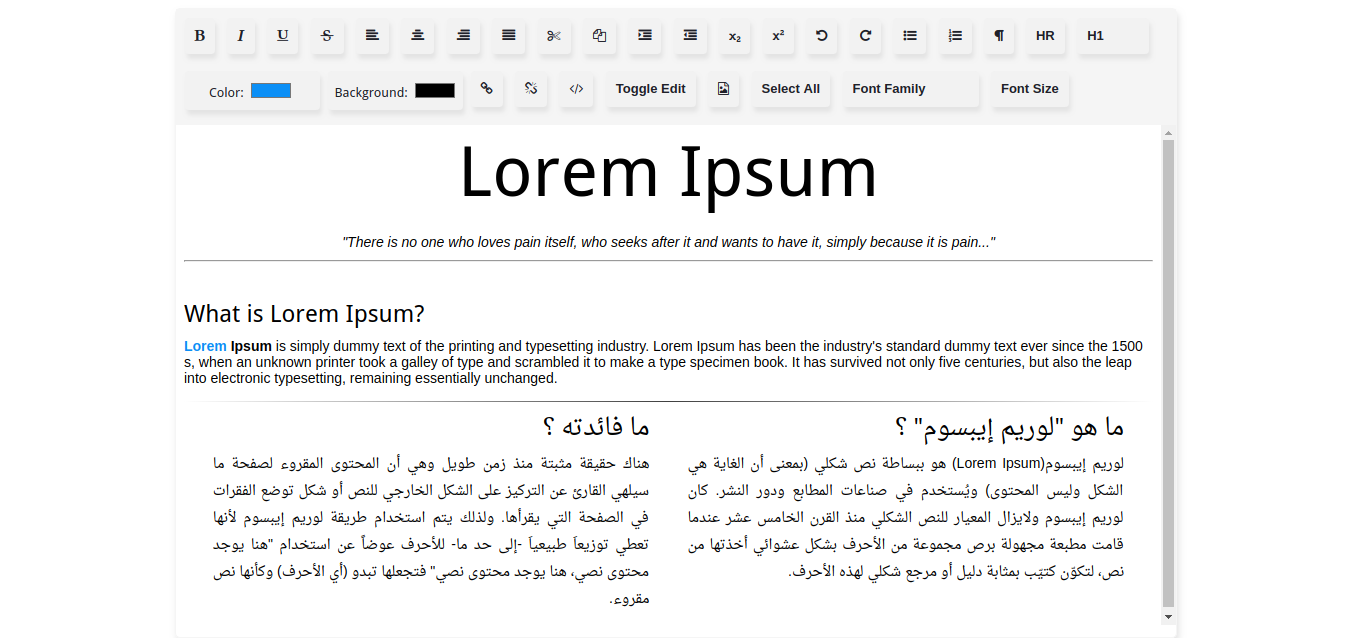 B I U S x₂ x² ¶ HR H1
Color: Background: </> Toggle Edit Select All Font Family Font Size
Lorem Ipsum
"There is no one who loves pain itself, who seeks after it and wants to have it, simply because it is pain..."
What is Lorem Ipsum?
Lorem Ipsum is simply dummy text of the printing and typesetting industry. Lorem Ipsum has been the industry's standard dummy text ever since the 1500
s, when an unknown printer took a galley of type and scrambled it to make a type specimen book. It has survived not only five centuries, but also the leap
into electronic typesetting, remaining essentially unchanged.
ما هو "لوريم إيبسوم" ؟
لوريم إيبسوم(Lorem Ipsum) هو ببساطة نص شكلي (بمعنى أن الغاية هي
الشكل وليس المحتوى) ويُستخدم في صناعات المطابع ودور النشر. كان
لوريم إيبسوم ولايزال المعيار للنص الشكلي منذ القرن الخامس عشر عندما
قامت مطبعة مجهولة برص مجموعة من الأحرف بشكل عشوائي أخذتها من
نص، لتكوّن كتيّب بمثابة دليل أو مرجع شكلي لهذه الأحرف.
ما فائدته ؟
هناك حقيقة مثبتة منذ زمن طويل وهي أن المحتوى المقروء لصفحة ما
سيلهي القارئ عن التركيز على الشكل الخارجي للنص أو شكل توضع الفقرات
في الصفحة التي يقرأها. ولذلك يتم استخدام طريقة لوريم إيبسوم لأنها
تعطي توزيعاَ طبيعياَ -إلى حد ما- للأحرف عوضاً عن استخدام "هنا يوجد
محتوى نصي، هنا يوجد محتوى نصي" فتجعلها تبدو (أي الأحرف) وكأنها نص
مقروء.